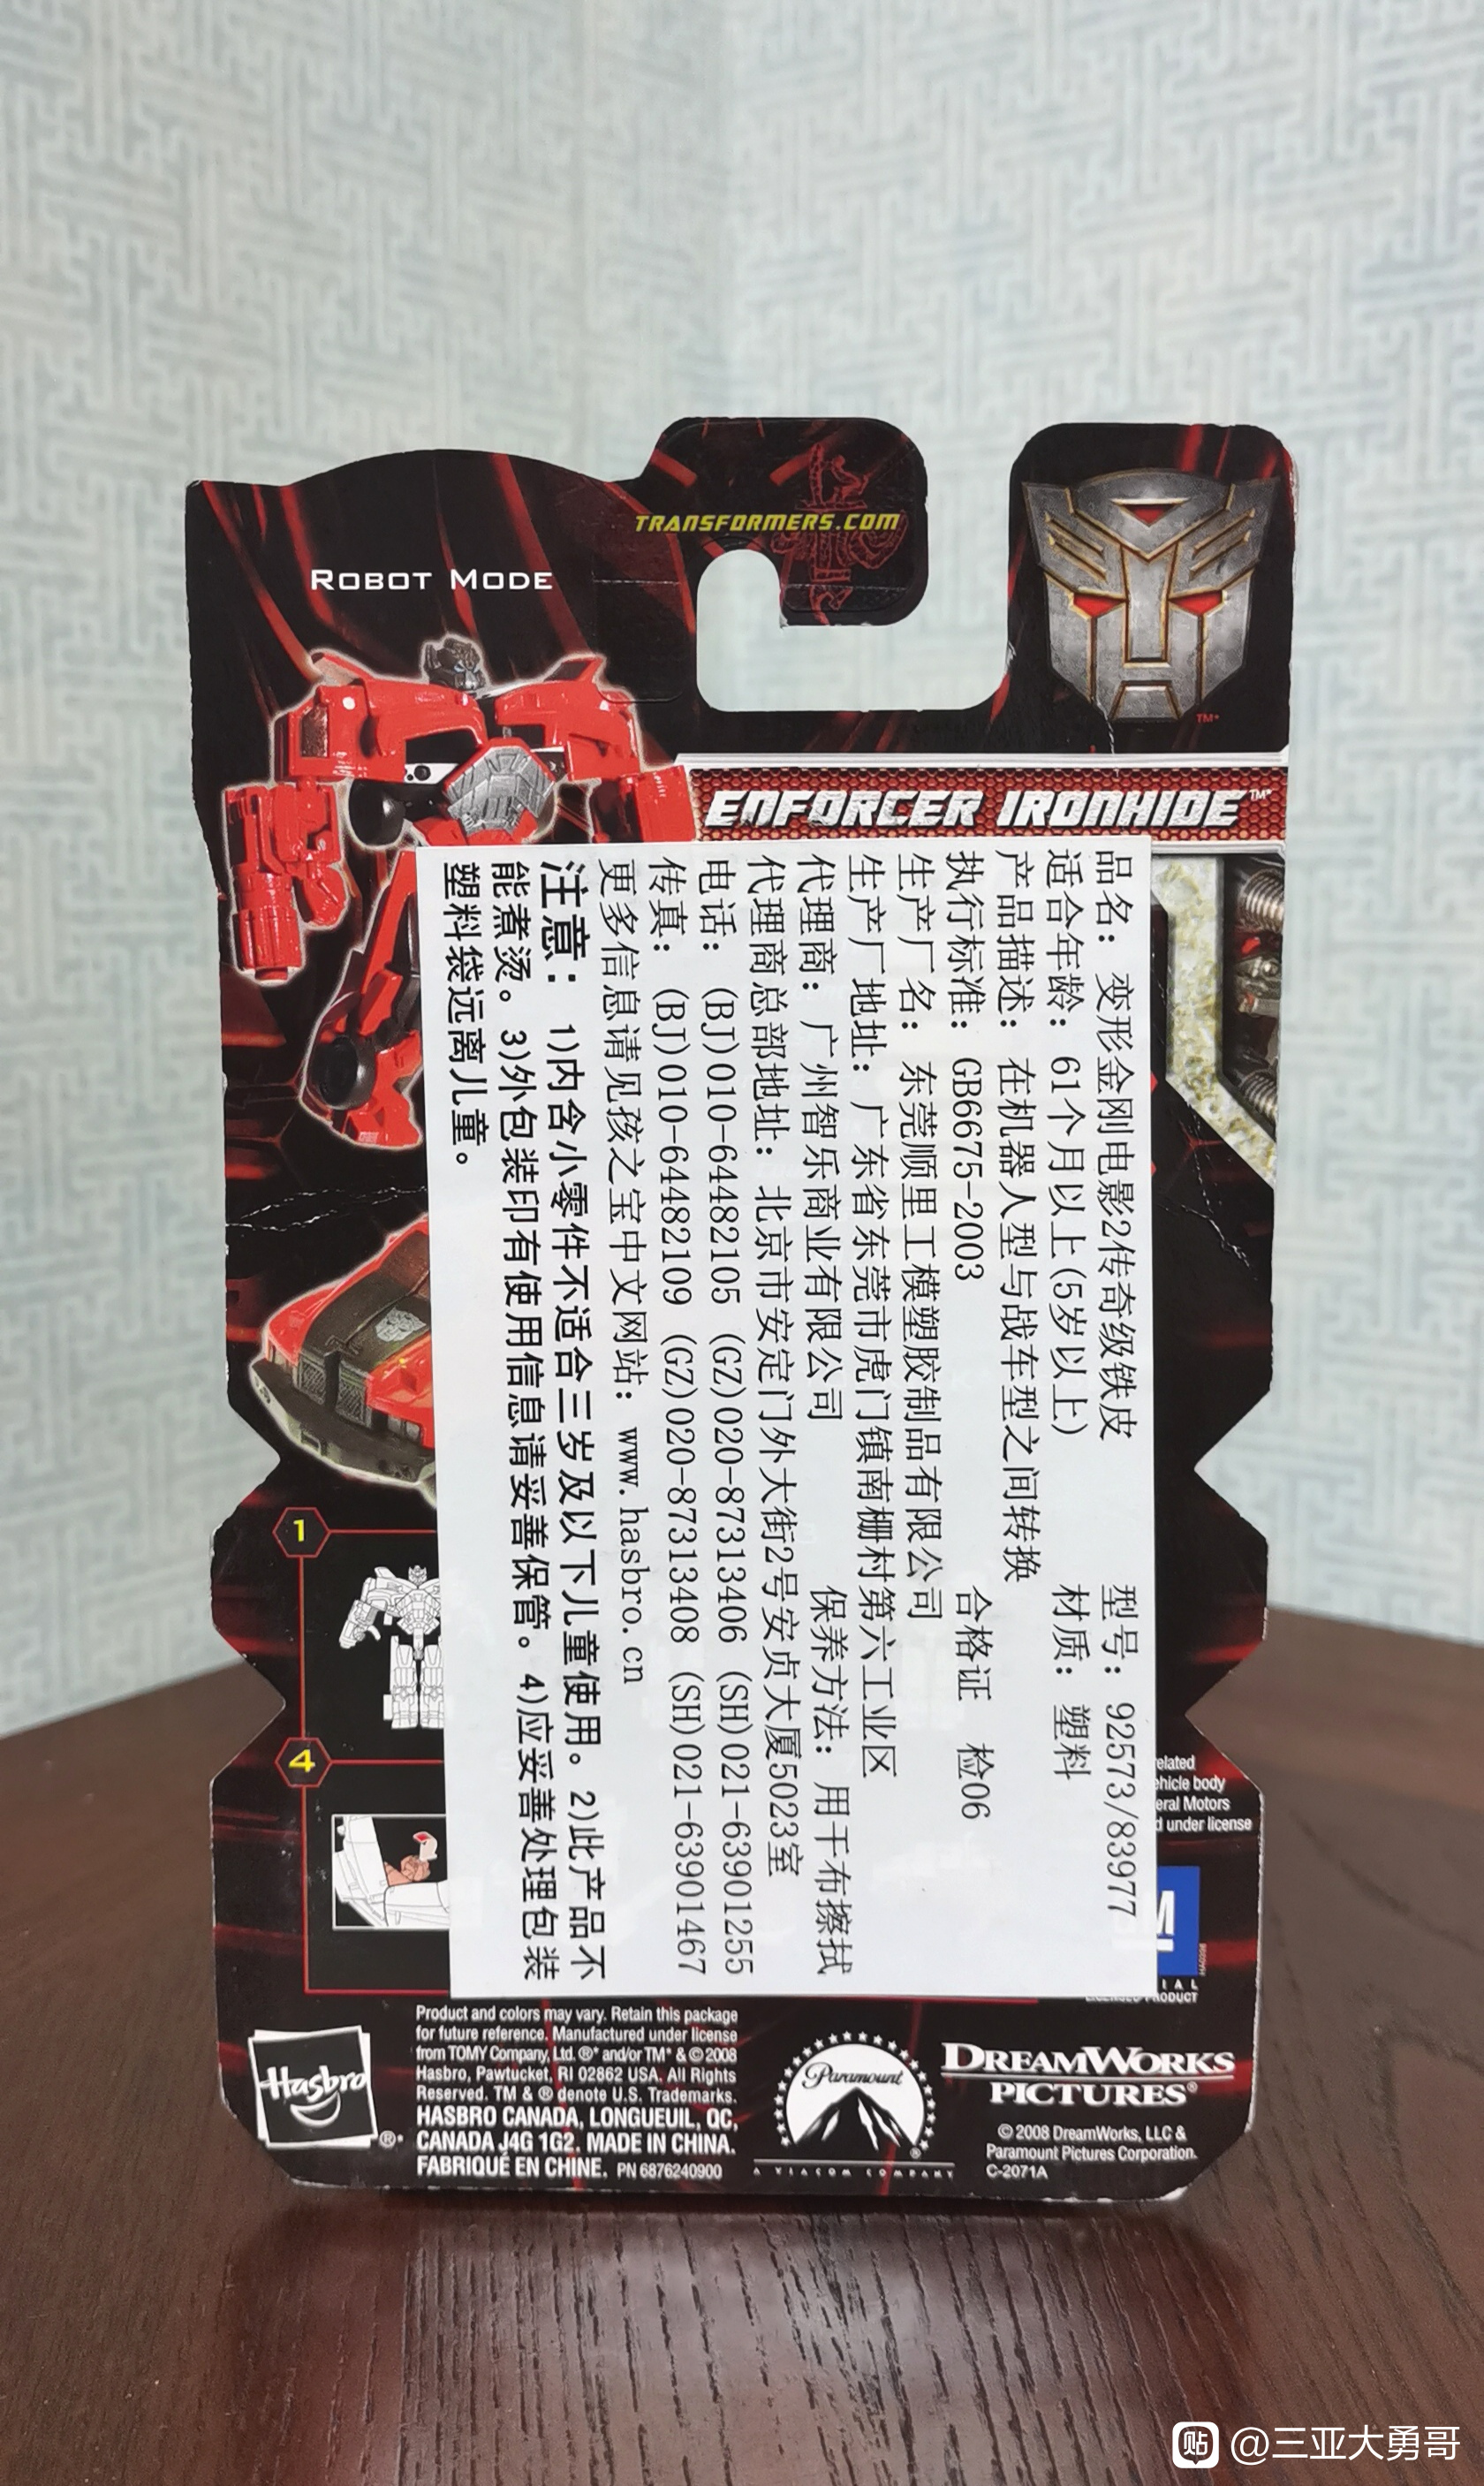 TRANSFORMERS.COM
ROBOT MODE
TM*
ENFORCER IRONHIDE TM*
品名：变形金刚电影2传奇级铁皮 型号：92573/83977
适合年龄：61个月以上(5岁以上) 材质：塑料
产品描述：在机器人型与战车型之间转换
执行标准：GB6675-2003 合格证 检06
生产厂名：东莞顺里工模塑胶制品有限公司
生产厂地址：广东省东莞市虎门镇南栅村第六工业区
代理商：广州智乐商业有限公司 保养方法：用干布擦拭
代理商总部地址：北京市安定门外大街2号安贞大厦5023室
电话：(BJ)010-64482105 (GZ)020-87313406 (SH)021-63901255
传真：(BJ)010-64482109 (GZ)020-87313408 (SH)021-63901467
更多信息请见孩之宝中文网站：www.hasbro.cn
注意：1)内含小零件不适合三岁及以下儿童使用。2)此产品不
能煮烫。3)外包装印有使用信息请妥善保管。4)应妥善处理包装
塑料袋远离儿童。
1
4
elated
ehicle body
eral Motors
d under license
M
IAL
PRODUCT
Hasbro
®*
Product and colors may vary. Retain this package
for future reference. Manufactured under license
from TOMY Company, Ltd. ®* and/or TM* & © 2008
Hasbro, Pawtucket, RI 02862 USA. All Rights
Reserved. TM & ® denote U.S. Trademarks.
HASBRO CANADA, LONGUEUIL, QC,
CANADA J4G 1G2. MADE IN CHINA.
FABRIQUÉ EN CHINE. PN 6876240900
Paramount
®
A VIACOM COMPANY
DREAMWORKS
PICTURES®
© 2008 DreamWorks, LLC &
Paramount Pictures Corporation.
C-2071A
贴 @三亚大勇哥